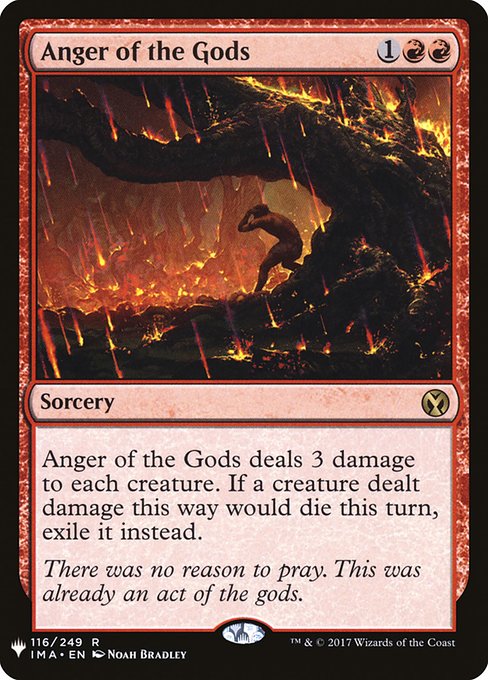 Anger of the Gods 1
Sorcery
Anger of the Gods deals 3 damage
to each creature. If a creature dealt
damage this way would die this turn,
exile it instead.
There was no reason to pray. This was
already an act of the gods.
116/249 R
IMA • EN Noah Bradley
™ & © 2017 Wizards of the Coast